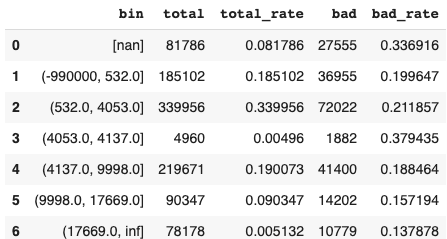 bin total total_rate bad bad_rate
0 [nan] 81786 0.081786 27555 0.336916
1 (-990000, 532.0] 185102 0.185102 36955 0.199647
2 (532.0, 4053.0] 339956 0.339956 72022 0.211857
3 (4053.0, 4137.0] 4960 0.00496 1882 0.379435
4 (4137.0, 9998.0] 219671 0.190073 41400 0.188464
5 (9998.0, 17669.0] 90347 0.090347 14202 0.157194
6 (17669.0, inf] 78178 0.005132 10779 0.137878